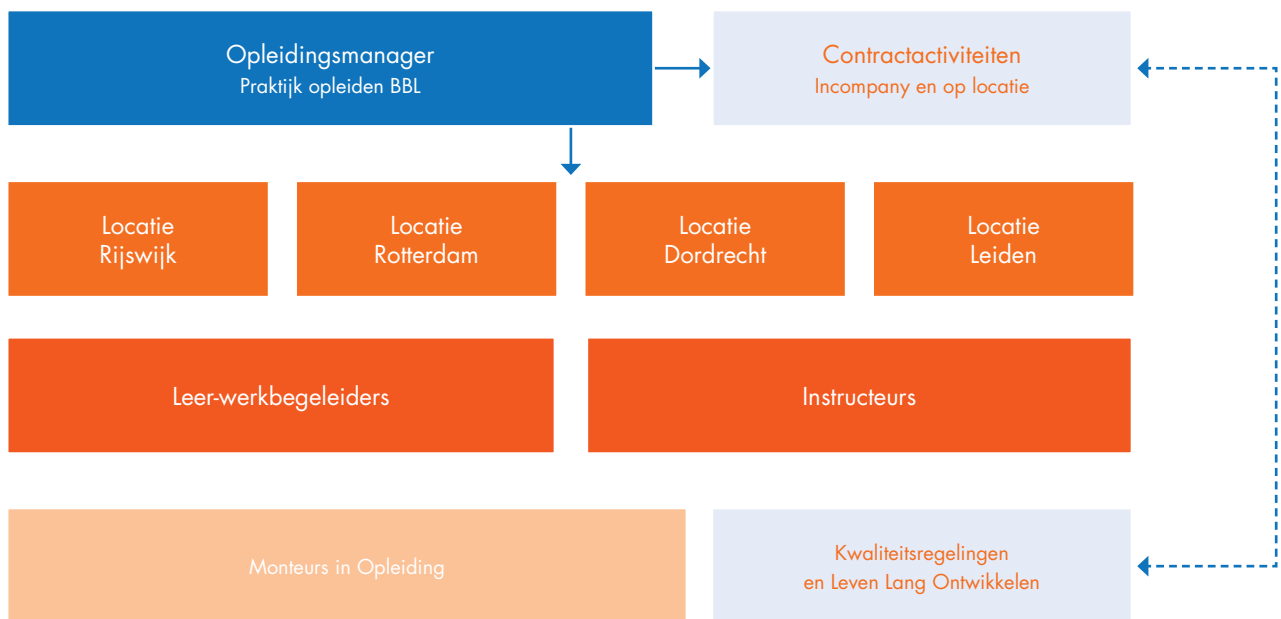 Opleidingsmanager
Praktijk opleiden BBL
Contractactiviteiten
Incompany en op locatie
Locatie
Rijswijk
Locatie
Rotterdam
Locatie
Dordrecht
Locatie
Leiden
Leer-werkbegeleiders
Instructeurs
Monteurs in Opleiding
Kwaliteitsregelingen
en Leven Lang Ontwikkelen